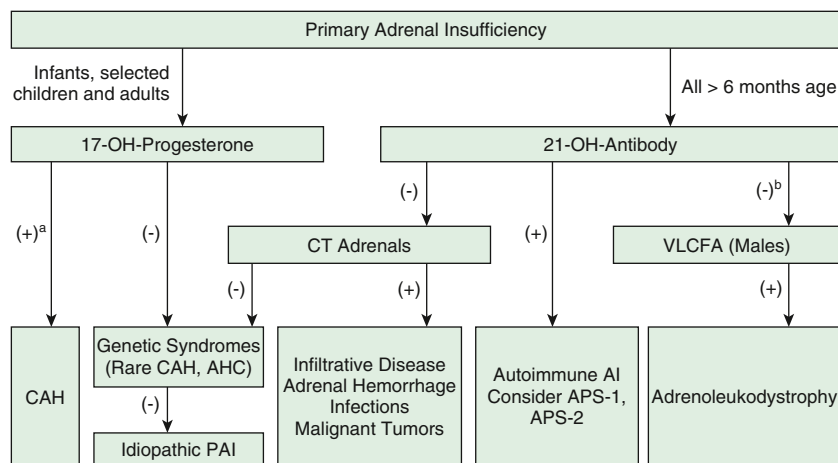 Primary Adrenal Insufficiency
Infants, selected
children and adults
All > 6 months age
17-OH-Progesterone
21-OH-Antibody
(+)ᵃ
(-)
(-)
(+)
(-)ᵇ
CT Adrenals
VLCFA (Males)
(-)
(+)
(+)
CAH
Genetic Syndromes
(Rare CAH, AHC)
(-)
Idiopathic PAI
Infiltrative Disease
Adrenal Hemorrhage
Infections
Malignant Tumors
Autoimmune AI
Consider APS-1,
APS-2
Adrenoleukodystrophy